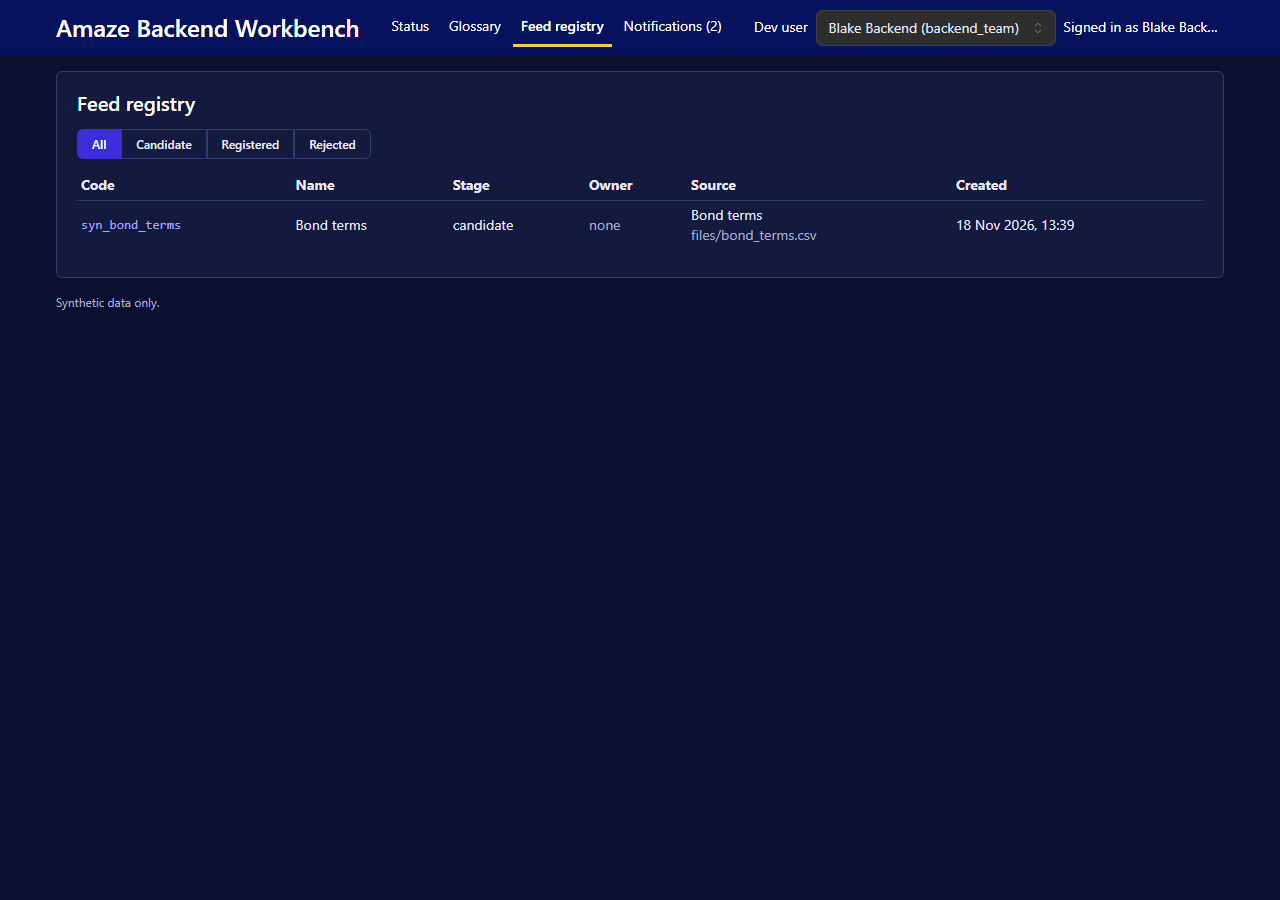 Amaze Backend Workbench Status Glossary Feed registry Notifications (2) Dev user Blake Backend (backend_team) Signed in as Blake Back...
Feed registry
All Candidate Registered Rejected
Code Name Stage Owner Source Created
syn_bond_terms Bond terms candidate none Bond terms 18 Nov 2026, 13:39
files/bond_terms.csv
Synthetic data only.